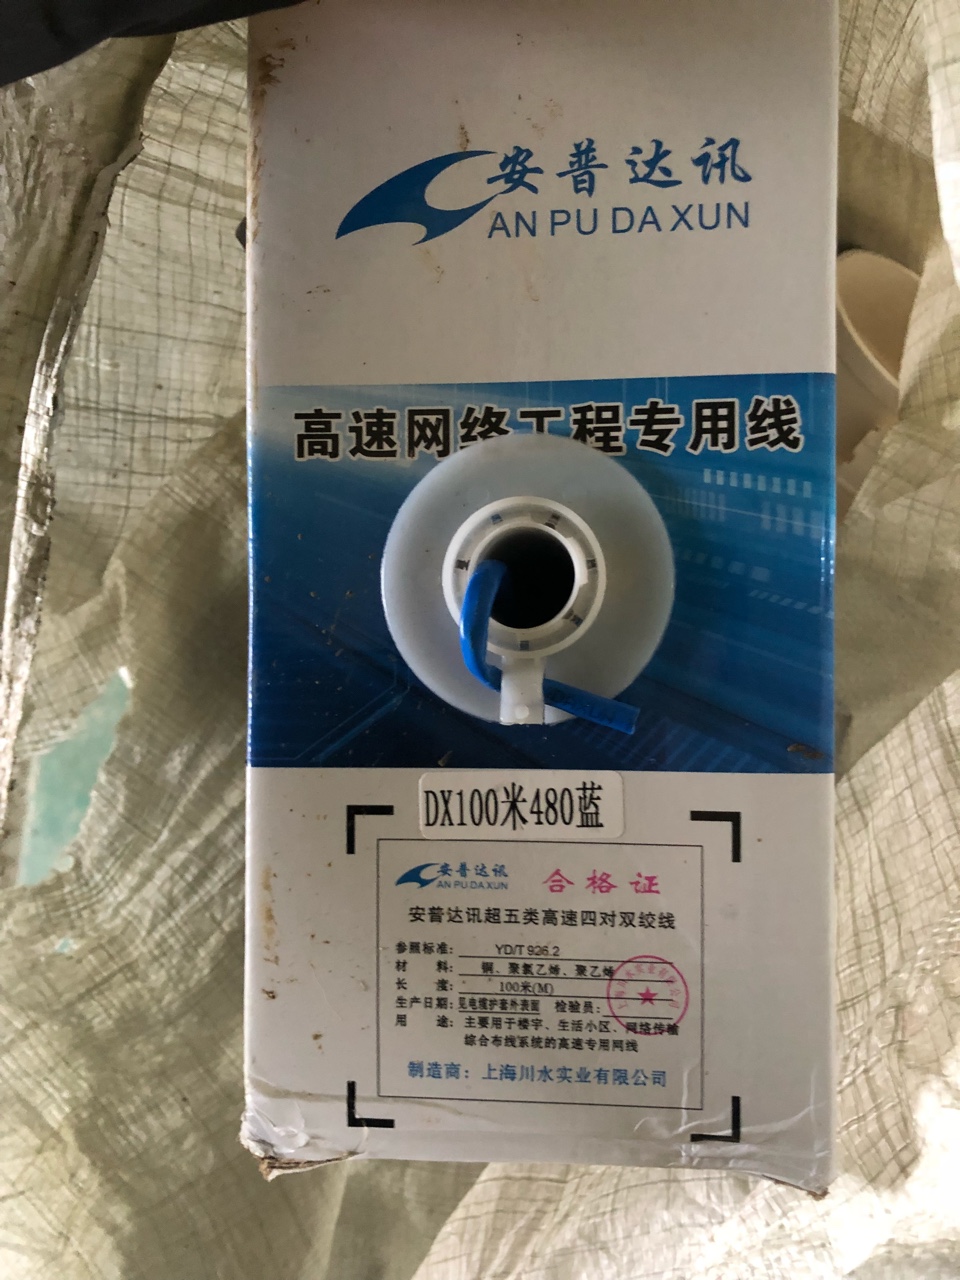 安普达讯
AN PU DA XUN
高速网络工程专用线
DX100米480蓝
安普达讯
AN PU DA XUN
合格证
安普达讯超五类高速四对双绞线
参照标准: YD/T 926.2
材 料: 铜、聚氯乙烯、聚乙烯
长 度: 100米(M)
生产日期: 见电缆护套外表面 检验员:
用 途: 主要用于楼宇、生活小区、网络传输
综合布线系统的高速专用网线
制造商: 上海川水实业有限公司